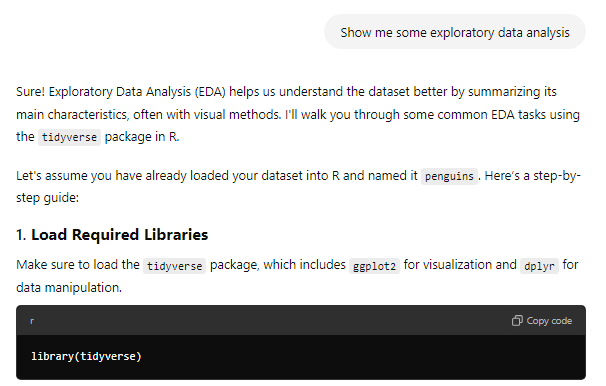 Show me some exploratory data analysis
Sure! Exploratory Data Analysis (EDA) helps us understand the dataset better by summarizing its
main characteristics, often with visual methods. I'll walk you through some common EDA tasks using
the tidyverse package in R.
Let's assume you have already loaded your dataset into R and named it penguins. Here's a step-by-
step guide:
1. Load Required Libraries
Make sure to load the tidyverse package, which includes ggplot2 for visualization and dplyr for
data manipulation.
r Copy code
library(tidyverse)